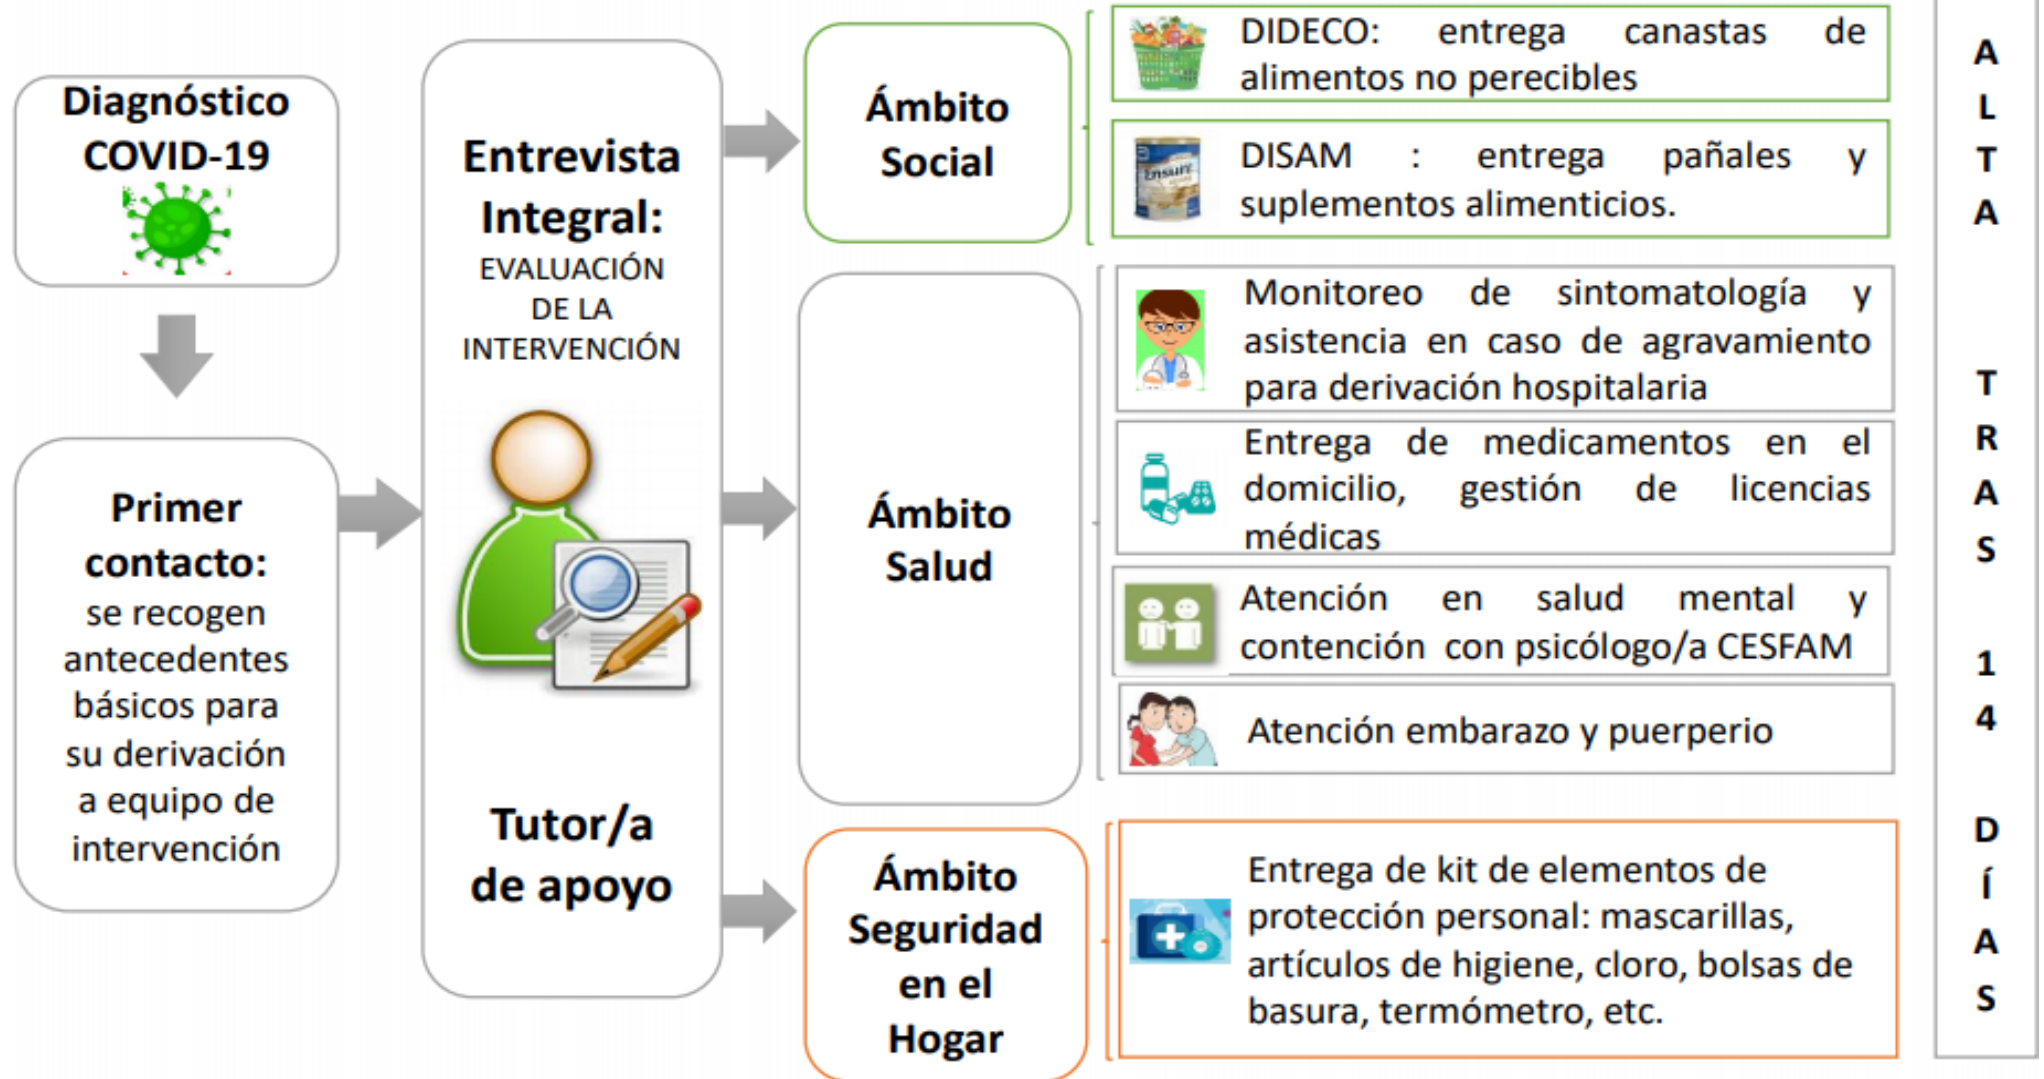 Diagnóstico
COVID-19
Primer
contacto:
se recogen
antecedentes
básicos para
su derivación
a equipo de
intervención
Entrevista
Integral:
EVALUACIÓN
DE LA
INTERVENCIÓN
Tutor/a
de apoyo
Ámbito
Social
DIDECO: entrega canastas de
alimentos no perecibles
Ensure
DISAM : entrega pañales y
suplementos alimenticios.
Ámbito
Salud
Monitoreo de sintomatología y
asistencia en caso de agravamiento
para derivación hospitalaria
Entrega de medicamentos en el
domicilio, gestión de licencias
médicas
Atención en salud mental y
contención con psicólogo/a CESFAM
Atención embarazo y puerperio
Ámbito
Seguridad
en el
Hogar
Entrega de kit de elementos de
protección personal: mascarillas,
artículos de higiene, cloro, bolsas de
basura, termómetro, etc.
ALTA TRAS 14 DÍAS